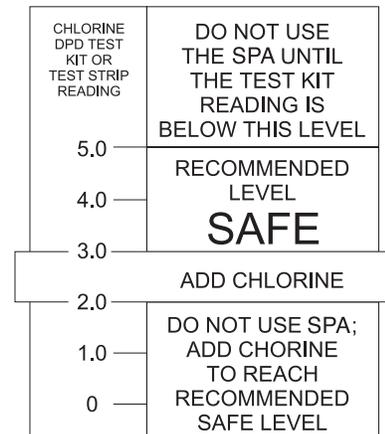 CHLORINE
DPD TEST
KIT OR
TEST STRIP
READING
DO NOT USE
THE SPA UNTIL
THE TEST KIT
READING IS
BELOW THIS LEVEL
5.0
RECOMMENDED
LEVEL
4.0
SAFE
3.0
ADD CHLORINE
2.0
DO NOT USE SPA;
ADD CHORINE
1.0
TO REACH
RECOMMENDED
0
SAFE LEVEL